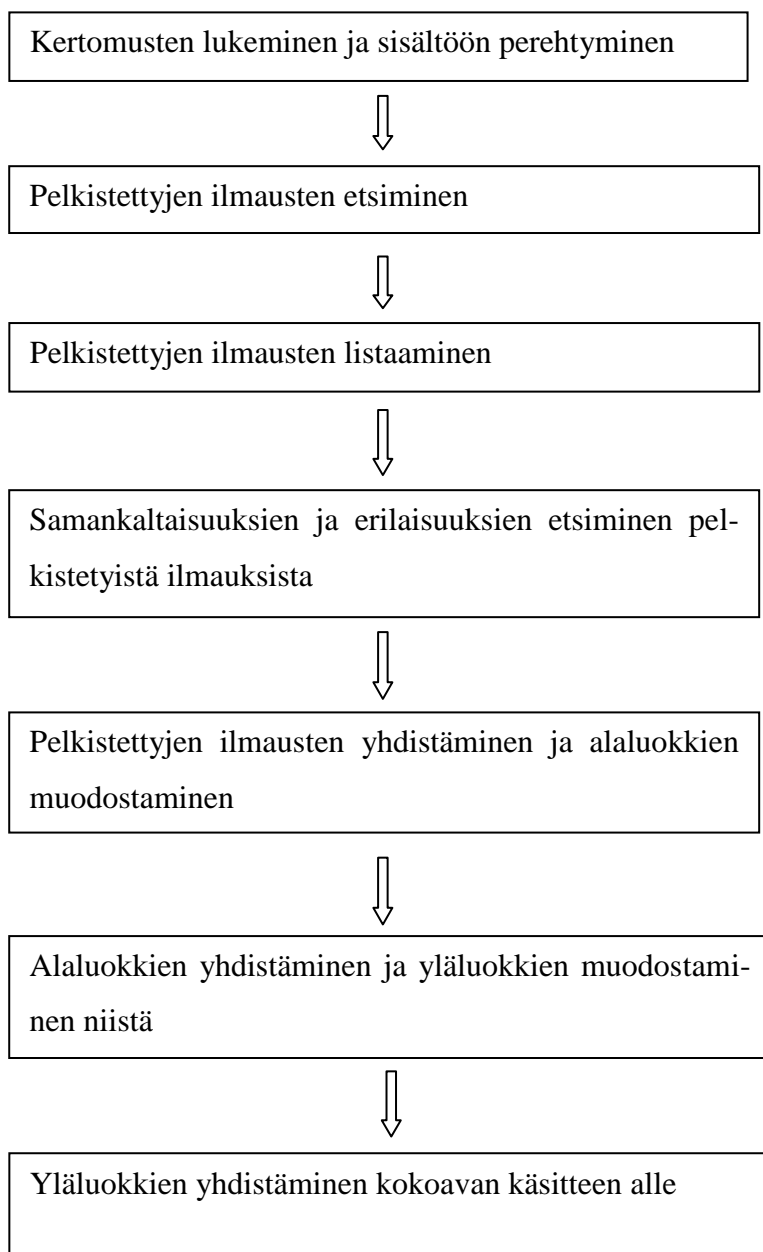 Kertomusten lukeminen ja sisältöön perehtyminen
Pelkistettyjen ilmausten etsiminen
Pelkistettyjen ilmausten listaaminen
Samankaltaisuuksien ja erilaisuuksien etsiminen pel-
kistetyistä ilmauksista
Pelkistettyjen ilmausten yhdistäminen ja alaluokkien
muodostaminen
Alaluokkien yhdistäminen ja yläluokkien muodostami-
nen niistä
Yläluokkien yhdistäminen kokoavan käsitteen alle